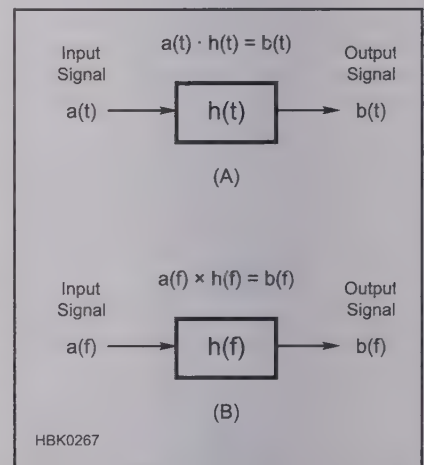 a(t) · h(t) = b(t)
Input
Signal
a(t)
h(t)
Output
Signal
b(t)
(A)
a(f) × h(f) = b(f)
Input
Signal
a(f)
h(f)
Output
Signal
b(f)
(B)
HBK0267